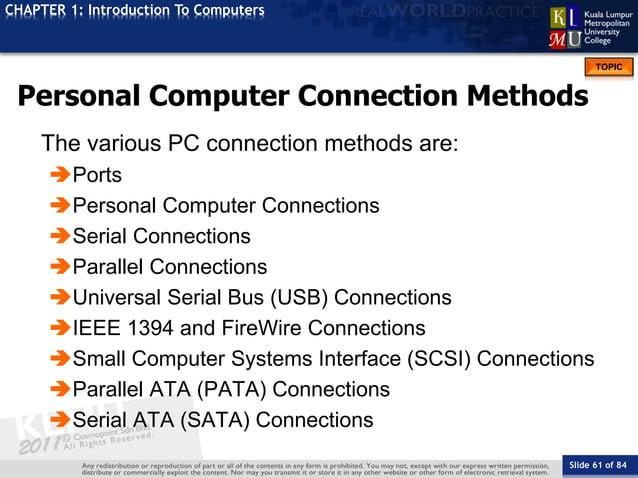 CHAPTER 1: Introduction To Computers
REALWORLDPRACTICE
KL
MU
Kuala Lumpur
Metropolitan
University
College
TOPIC
Personal Computer Connection Methods
The various PC connection methods are:
Ports
Personal Computer Connections
Serial Connections
Parallel Connections
Universal Serial Bus (USB) Connections
IEEE 1394 and FireWire Connections
Small Computer Systems Interface (SCSI) Connections
Parallel ATA (PATA) Connections
Serial ATA (SATA) Connections
2011 © Cosmopoint Sdn Bhd
All Rights Reserved.
Any redistribution or reproduction of part or all of the contents in any form is prohibited. You may not, except with our express written permission,
distribute or commercially exploit the content. Nor may you transmit it or store it in any other website or other form of electronic retrieval system.
Slide 61 of 84